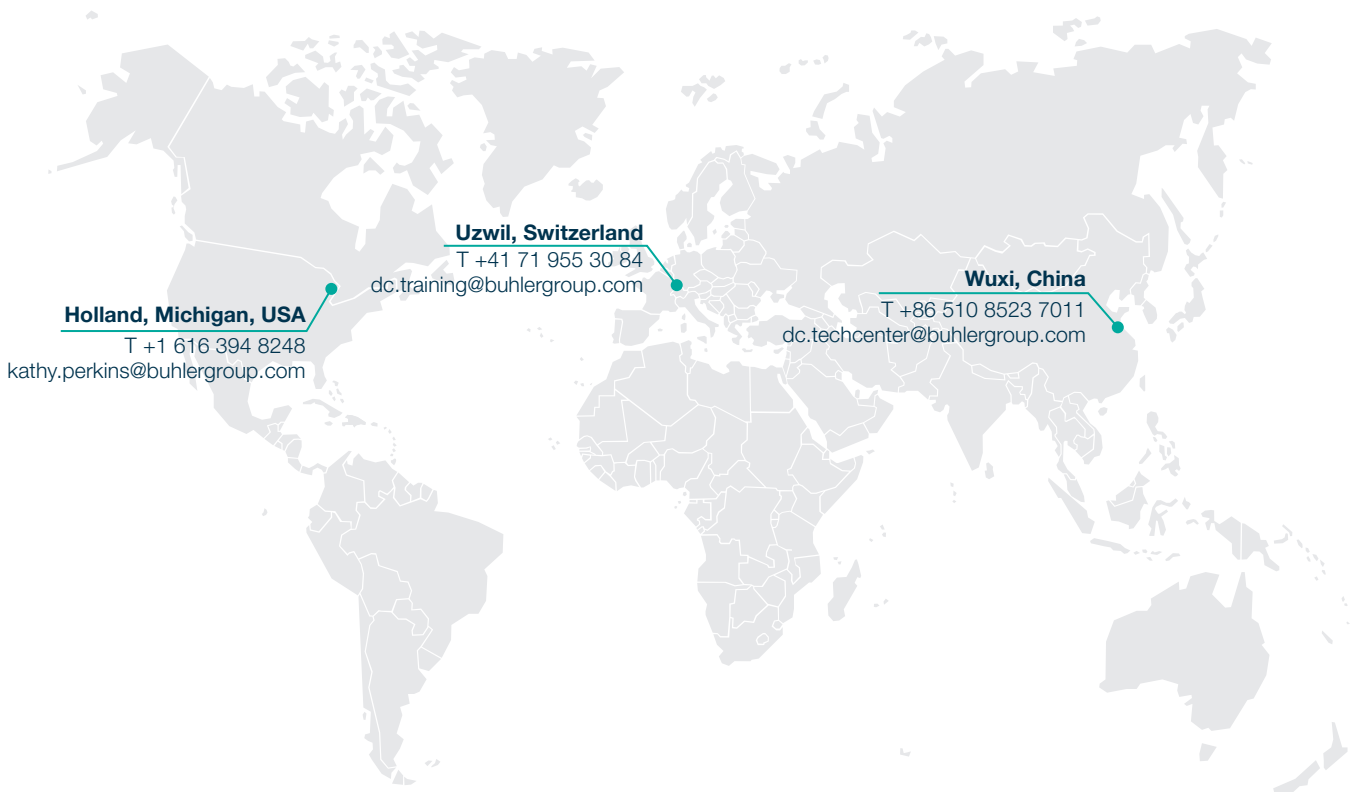 Uzwil, Switzerland
T +41 71 955 30 84
dc.training@buhlergroup.com
Wuxi, China
T +86 510 8523 7011
dc.techcenter@buhlergroup.com
Holland, Michigan, USA
T +1 616 394 8248
kathy.perkins@buhlergroup.com